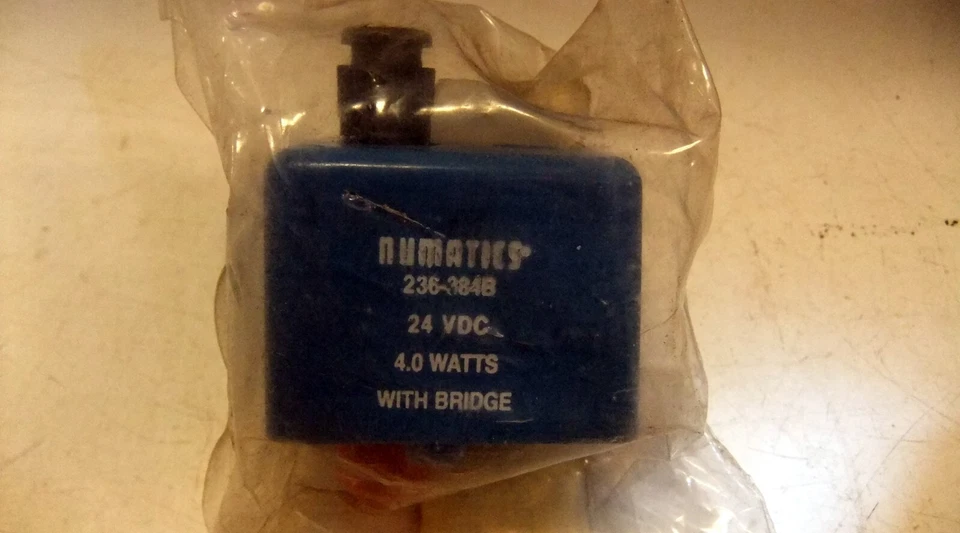 numatics®
236-384B
24 VDC
4.0 WATTS
WITH BRIDGE